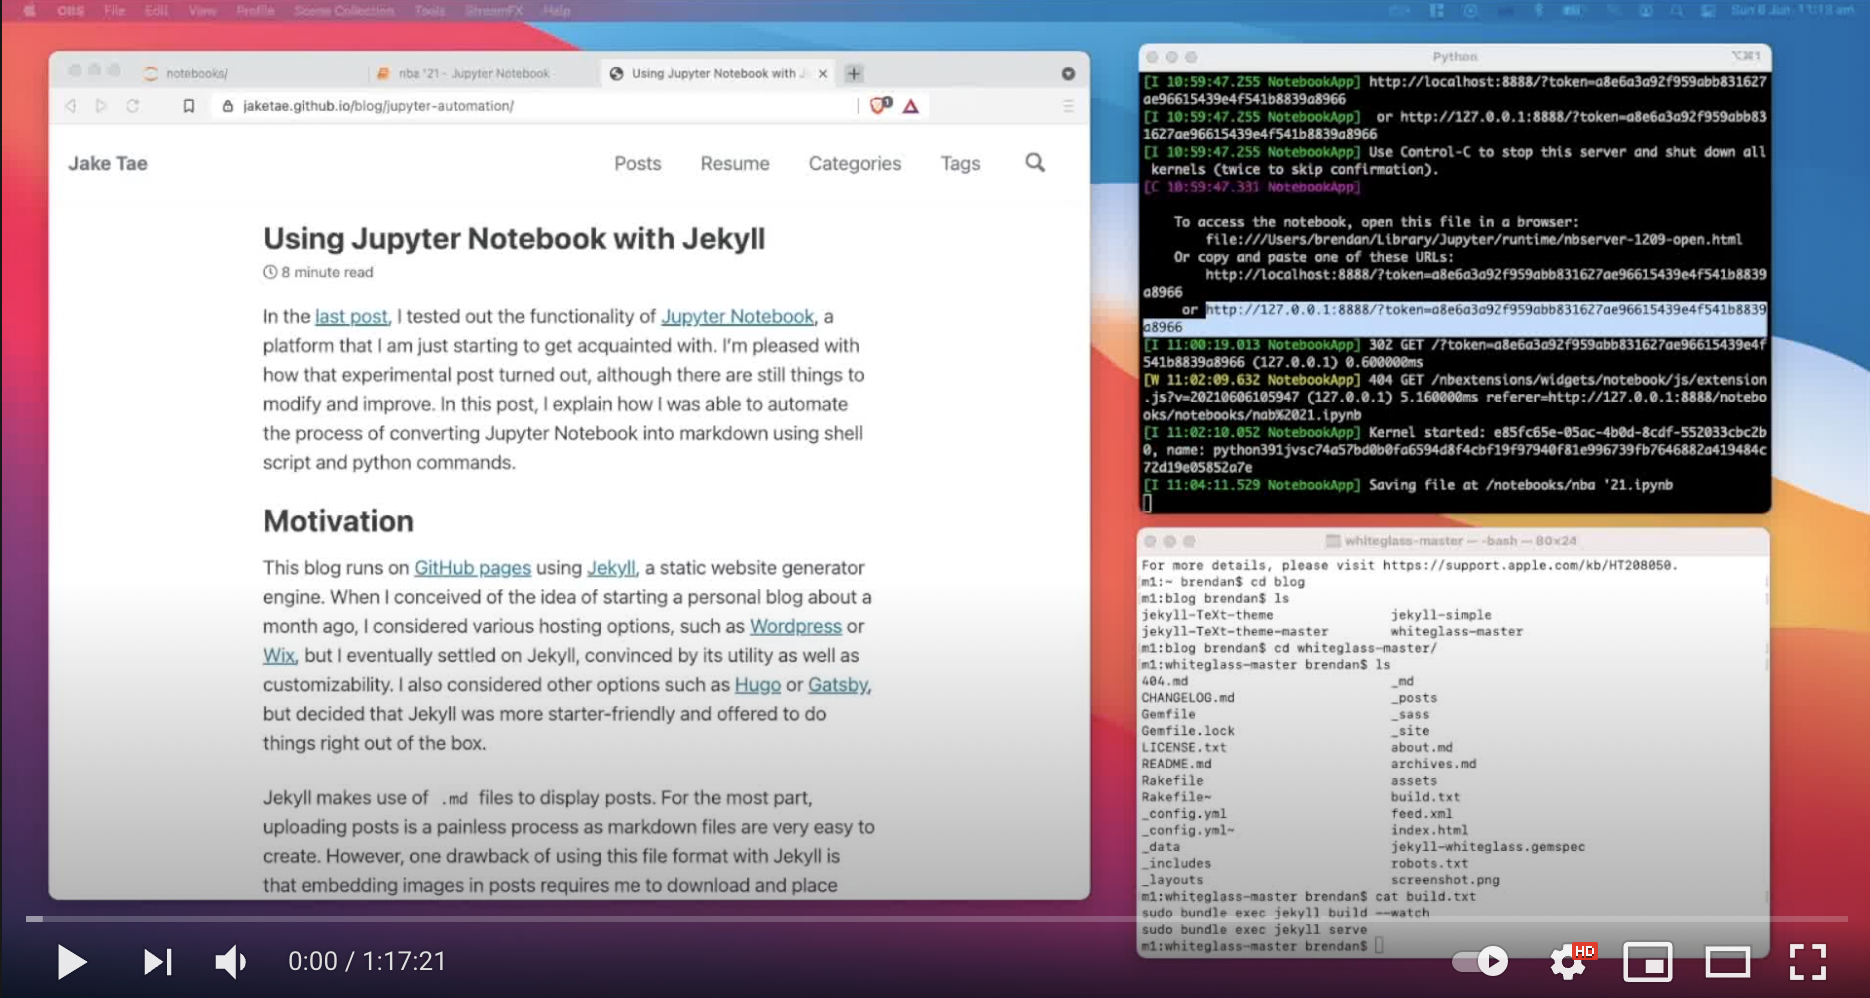 OBS File Edit View Profile Scene Collection Tools StreamFX Help
Sun 6 Jun 11:18 am
notebooks/
nba '21 - Jupyter Notebook
Using Jupyter Notebook with J
jaketae.github.io/blog/jupyter-automation/
Jake Tae
Posts Resume Categories Tags
Using Jupyter Notebook with Jekyll
8 minute read
In the last post, I tested out the functionality of Jupyter Notebook, a
platform that I am just starting to get acquainted with. I'm pleased with
how that experimental post turned out, although there are still things to
modify and improve. In this post, I explain how I was able to automate
the process of converting Jupyter Notebook into markdown using shell
script and python commands.
Motivation
This blog runs on GitHub pages using Jekyll, a static website generator
engine. When I conceived of the idea of starting a personal blog about a
month ago, I considered various hosting options, such as Wordpress or
Wix, but I eventually settled on Jekyll, convinced by its utility as well as
customizability. I also considered other options such as Hugo or Gatsby,
but decided that Jekyll was more starter-friendly and offered to do
things right out of the box.
Jekyll makes use of .md files to display posts. For the most part,
uploading posts is a painless process as markdown files are very easy to
create. However, one drawback of using this file format with Jekyll is
that embedding images in posts requires me to download and place
Python
⌥⌘1
[I 10:59:47.255 NotebookApp] http://localhost:8888/?token=a8e6a3a92f959abb831627
ae96615439e4f541b8839a8966
[I 10:59:47.255 NotebookApp]  or http://127.0.0.1:8888/?token=a8e6a3a92f959abb83
1627ae96615439e4f541b8839a8966
[I 10:59:47.255 NotebookApp] Use Control-C to stop this server and shut down all
kernels (twice to skip confirmation).
[C 10:59:47.331 NotebookApp]
To access the notebook, open this file in a browser:
file:///Users/brendan/Library/Jupyter/runtime/nbserver-1209-open.html
Or copy and paste one of these URLs:
http://localhost:8888/?token=a8e6a3a92f959abb831627ae96615439e4f541b8839
a8966
or http://127.0.0.1:8888/?token=a8e6a3a92f959abb831627ae96615439e4f541b8839
a8966
[I 11:00:19.013 NotebookApp] 302 GET /?token=a8e6a3a92f959abb831627ae96615439e4f
541b8839a8966 (127.0.0.1) 0.600000ms
[W 11:02:09.632 NotebookApp] 404 GET /nbextensions/widgets/notebook/js/extension
.js?v=20210606105947 (127.0.0.1) 5.160000ms referer=http://127.0.0.1:8888/notebo
oks/notebooks/nab%2021.ipynb
[I 11:02:10.052 NotebookApp] Kernel started: e85fc65e-05ac-4b0d-8cdf-552033cbc2b
0, name: python391jvsc74a57bd0b0fa6594d8f4cbf19f97940f81e996739fb7646882a419484c
72d19e05852a7e
[I 11:04:11.529 NotebookApp] Saving file at /notebooks/nba '21.ipynb
whiteglass-master — -bash — 80×24
For more details, please visit https://support.apple.com/kb/HT208050.
m1:~ brendan$ cd blog
m1:blog brendan$ ls
jekyll-TeXt-theme jekyll-simple
jekyll-TeXt-theme-master whiteglass-master
m1:blog brendan$ cd whiteglass-master/
m1:whiteglass-master brendan$ ls
404.md _md
CHANGELOG.md _posts
Gemfile _sass
Gemfile.lock _site
LICENSE.txt about.md
README.md archives.md
Rakefile assets
Rakefile~ build.txt
_config.yml feed.xml
_config.yml~ index.html
_data jekyll-whiteglass.gemspec
_includes robots.txt
_layouts screenshot.png
m1:whiteglass-master brendan$ cat build.txt
sudo bundle exec jekyll build --watch
sudo bundle exec jekyll serve
m1:whiteglass-master brendan$
0:00 / 1:17:21
HD